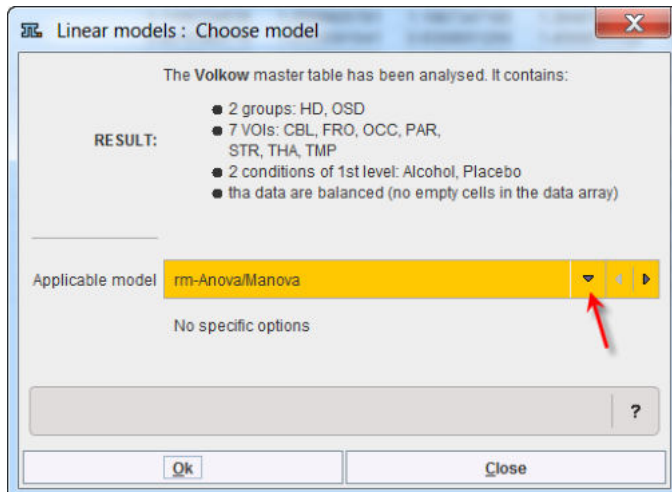 Linear models : Choose model
The Volkow master table has been analysed. It contains:
RESULT:
● 2 groups: HD, OSD
● 7 VOIs: CBL, FRO, OCC, PAR,
STR, THA, TMP
● 2 conditions of 1st level: Alcohol, Placebo
● tha data are balanced (no empty cells in the data array)
Applicable model rm-Anova/Manova
No specific options
?
Ok Close